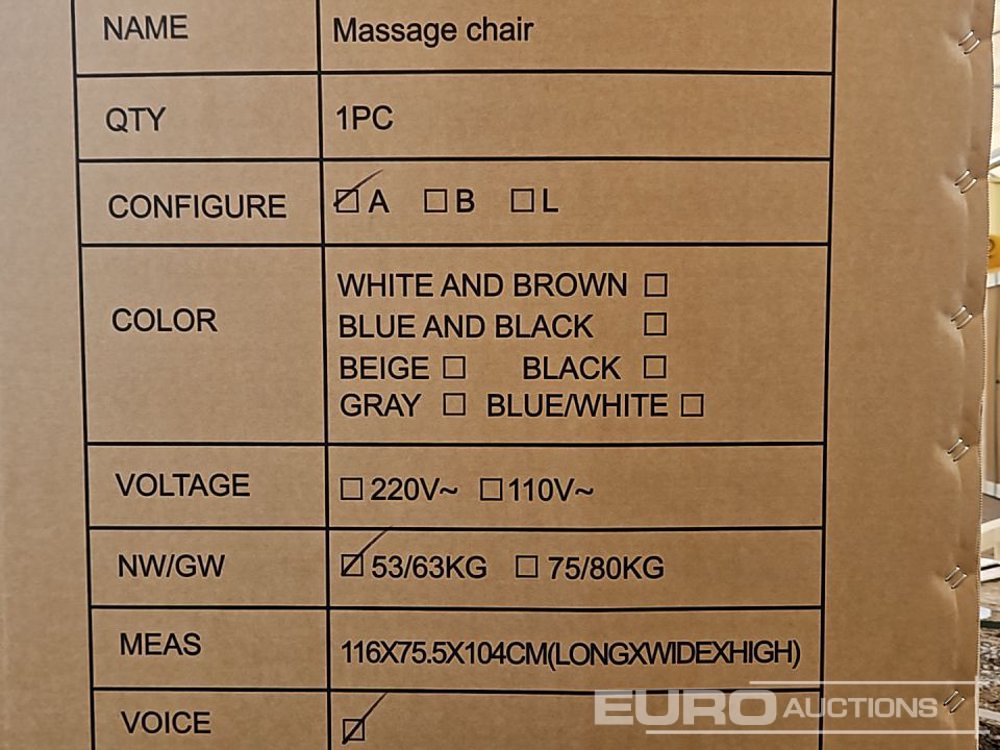 NAME Massage chair
QTY 1PC
CONFIGURE ☑ A ☐ B ☐ L
COLOR
WHITE AND BROWN ☐
BLUE AND BLACK ☐
BEIGE ☐ BLACK ☐
GRAY ☐ BLUE/WHITE ☐
VOLTAGE ☐ 220V~ ☐ 110V~
NW/GW ☑ 53/63KG ☐ 75/80KG
MEAS 116X75.5X104CM(LONGXWIDEXHIGH)
VOICE ☑
EURO AUCTIONS